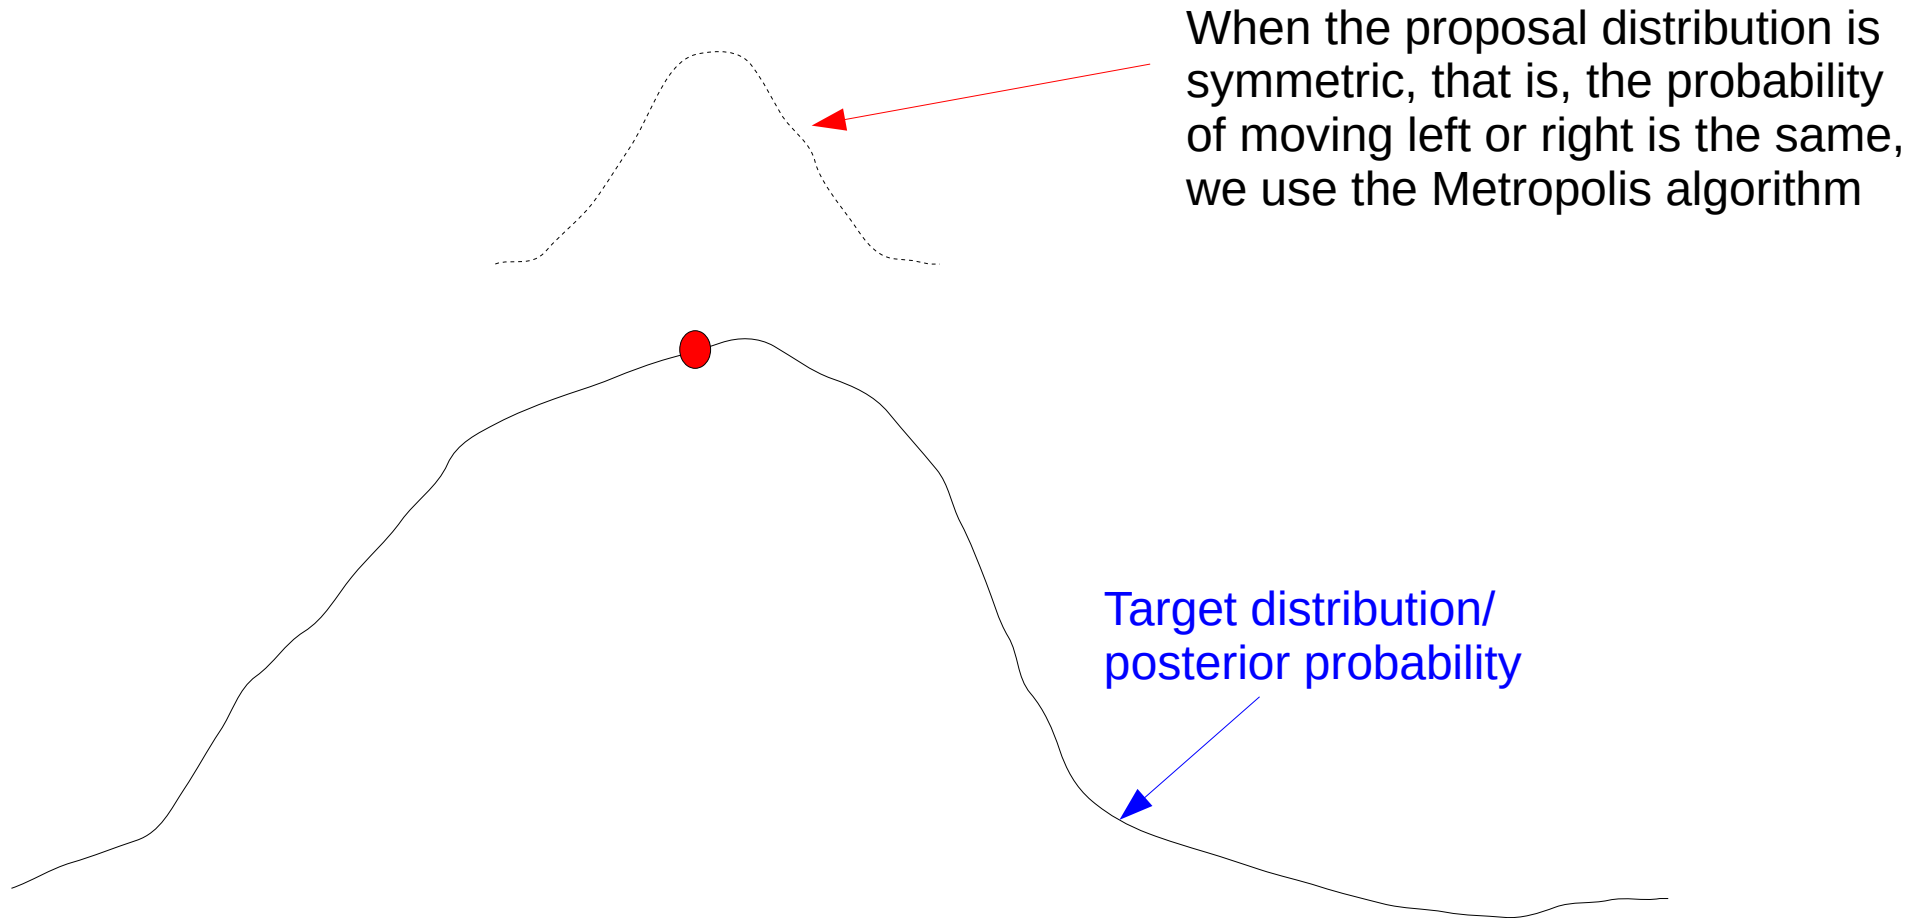 When the proposal distribution is
symmetric, that is, the probability
of moving left or right is the same,
we use the Metropolis algorithm
Target distribution/
posterior probability